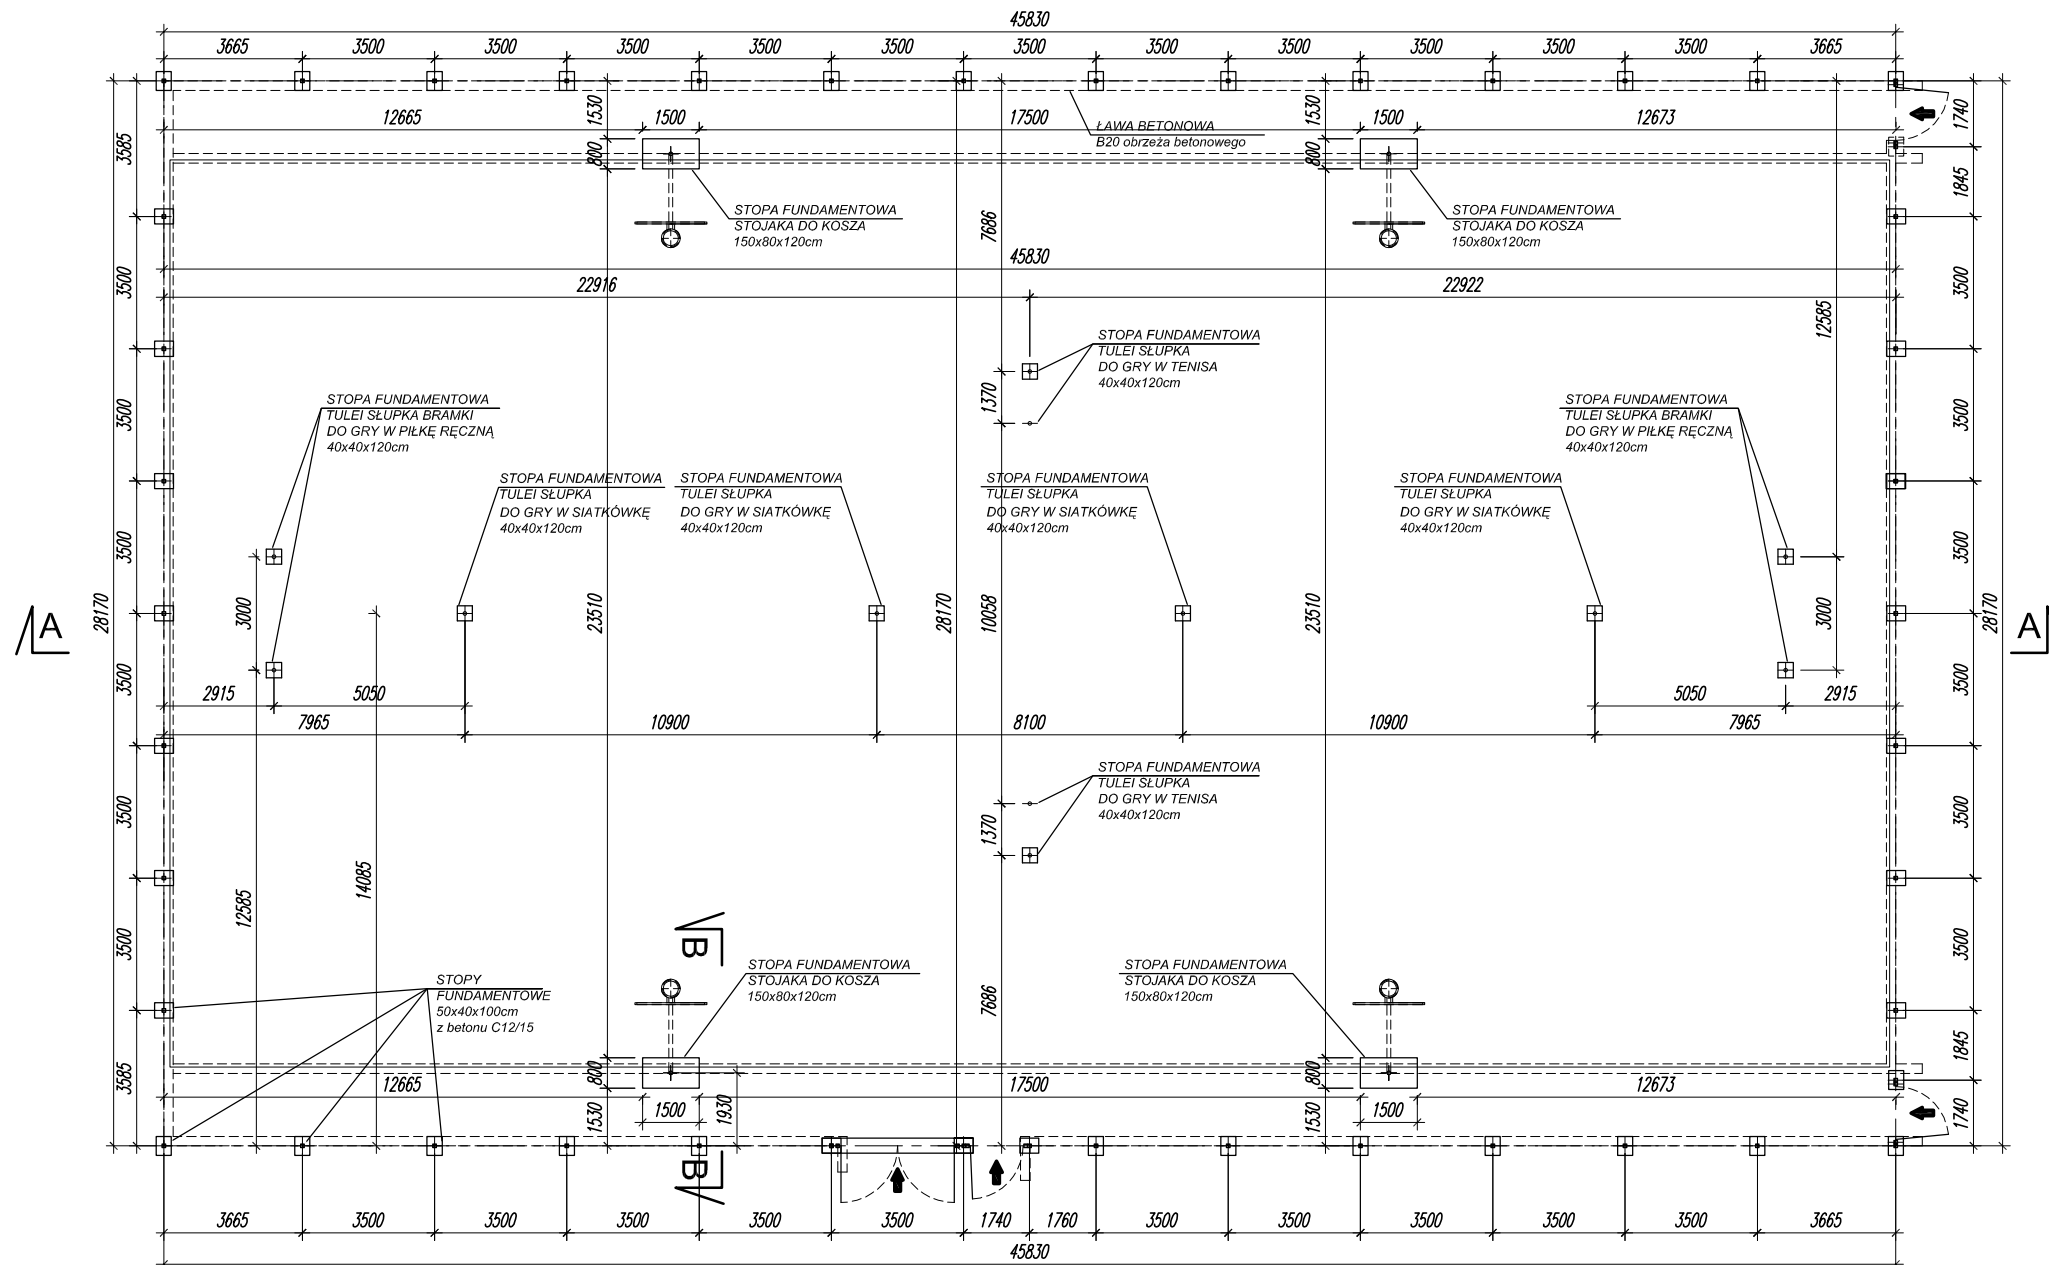 45830
3665 3500 3500 3500 3500 3500 3500 3500 3500 3500 3500 3500 3665
12665 1530 1500 17500 1530 1500 12673 1740
ŁAWA BETONOWA
B20 obrzeża betonowego
3585 800 800 1845
STOPA FUNDAMENTOWA
STOJAKA DO KOSZA
150x80x120cm
7686
STOPA FUNDAMENTOWA
STOJAKA DO KOSZA
150x80x120cm
45830
22916 22922
3500 3500
12585
STOPA FUNDAMENTOWA
TULEI SŁUPKA
DO GRY W TENISA
40x40x120cm
1370
3500 3500
STOPA FUNDAMENTOWA
TULEI SŁUPKA BRAMKI
DO GRY W PIŁKĘ RĘCZNĄ
40x40x120cm
STOPA FUNDAMENTOWA
TULEI SŁUPKA BRAMKI
DO GRY W PIŁKĘ RĘCZNĄ
40x40x120cm
STOPA FUNDAMENTOWA
TULEI SŁUPKA
DO GRY W SIATKÓWKĘ
40x40x120cm
STOPA FUNDAMENTOWA
TULEI SŁUPKA
DO GRY W SIATKÓWKĘ
40x40x120cm
STOPA FUNDAMENTOWA
TULEI SŁUPKA
DO GRY W SIATKÓWKĘ
40x40x120cm
STOPA FUNDAMENTOWA
TULEI SŁUPKA
DO GRY W SIATKÓWKĘ
40x40x120cm
3500 3500
A 28170 3000 23510 28170 10058 23510 3000 28170 A
3500 3500
2915 5050 5050 2915
7965 10900 8100 10900 7965
STOPA FUNDAMENTOWA
TULEI SŁUPKA
DO GRY W TENISA
40x40x120cm
3500 1370 3500
12585 14085
3500 B 3500
STOPA FUNDAMENTOWA
STOJAKA DO KOSZA
150x80x120cm
STOPA FUNDAMENTOWA
STOJAKA DO KOSZA
150x80x120cm
7686
STOPY
FUNDAMENTOWE
50x40x100cm
z betonu C12/15
3585 800 800 1845
12665 17500 12673
1530 1500 1930 1530 1500 1740
B
3665 3500 3500 3500 3500 3500 1740 1760 3500 3500 3500 3500 3500 3665
45830